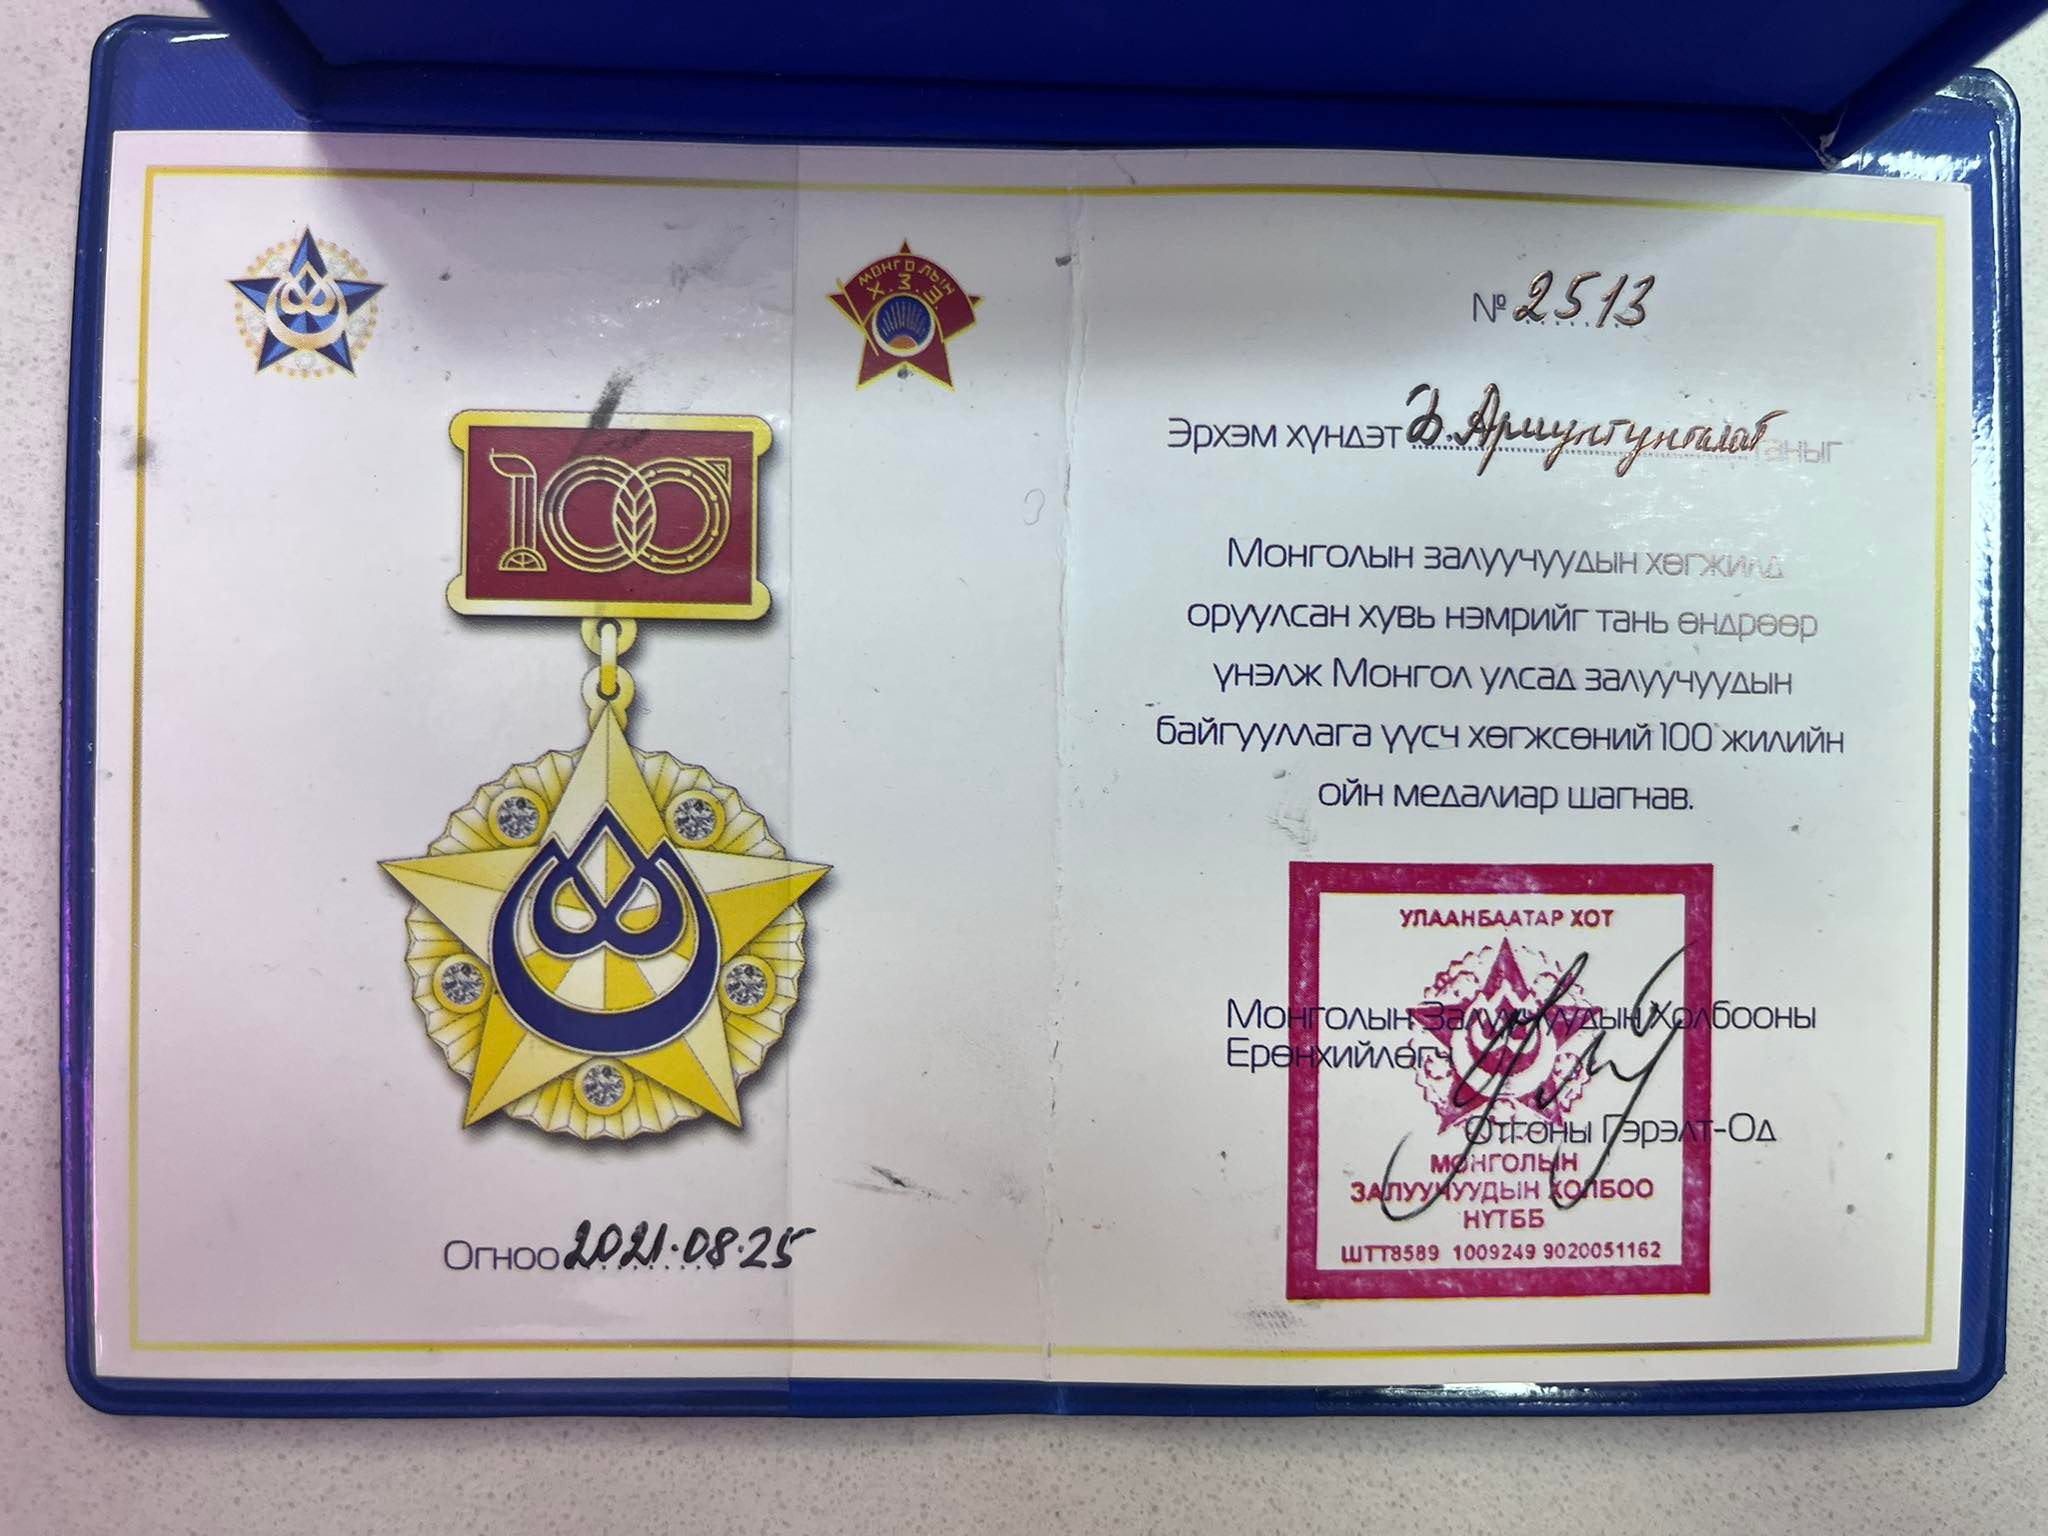 МОНГОЛЫН
Х.З.Э.
100
Огноо 2021.08.25
№ 2513
Эрхэм хүндэт Б. Ариунтунгалаг таныг
Монголын залуучуудын хөгжилд
оруулсан хувь нэмрийг тань өндрөөр
үнэлж Монгол улсад залуучуудын
байгууллага үүсч хөгжсөний 100 жилийн
ойн медалиар шагнав.
УЛААНБААТАР ХОТ
Монголын Залуучуудын Холбооны
Ерөнхийлөгч
Отгоны Гэрэлт-Од
МОНГОЛЫН
ЗАЛУУЧУУДЫН ХОЛБОО
НҮТББ
ШТТ8589 1009249 9020051162